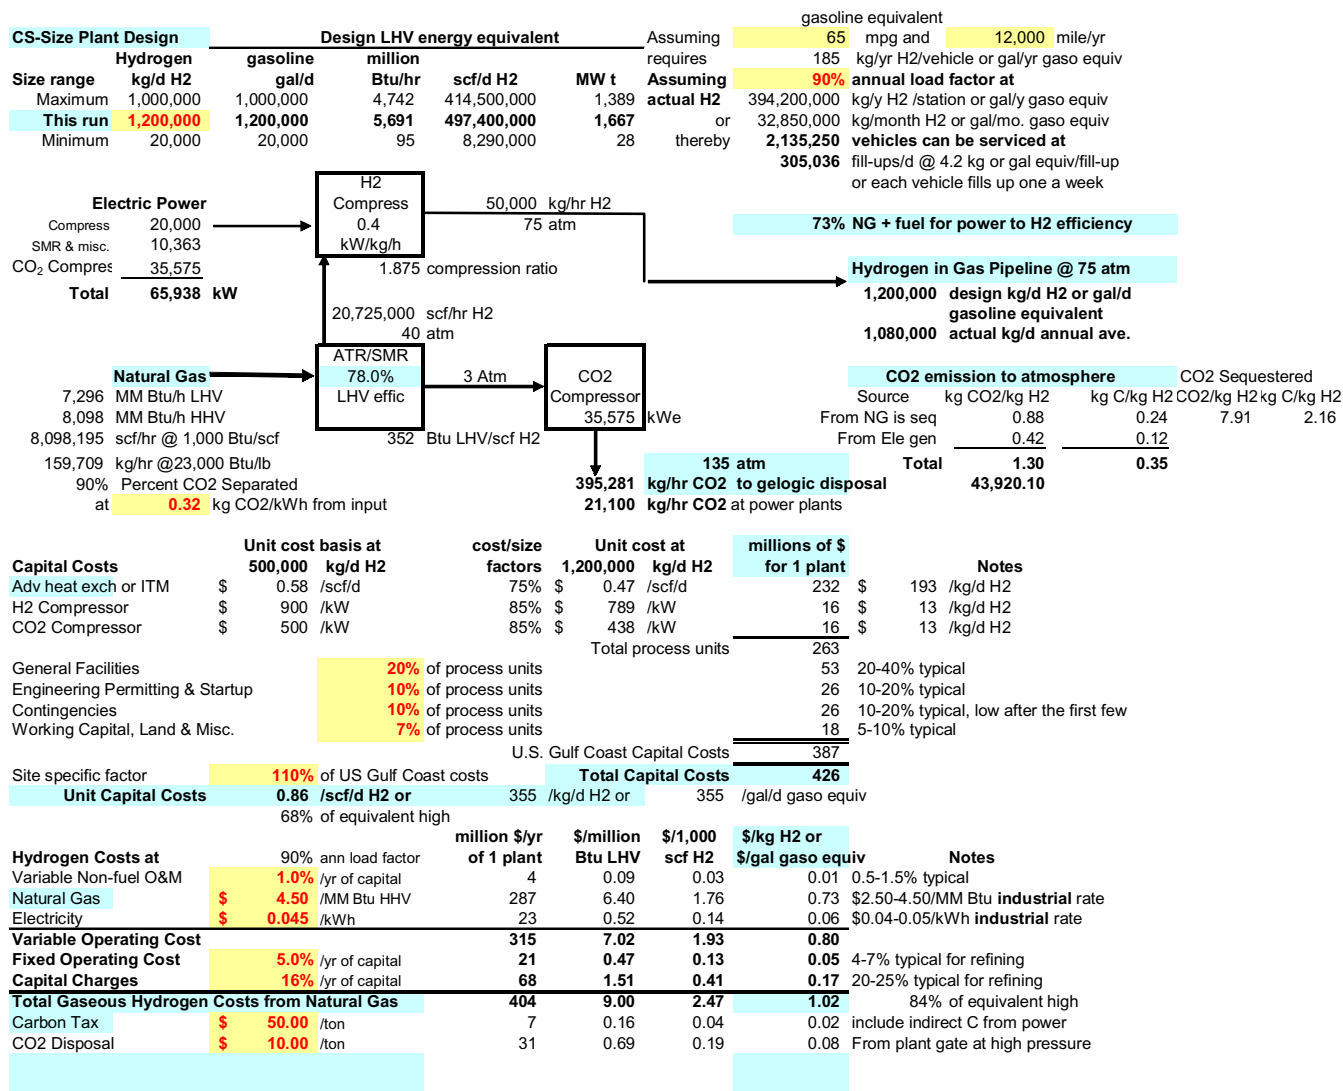 gasoline equivalent
CS-Size Plant Design Design LHV energy equivalent Assuming 65 mpg and 12,000 mile/yr
Hydrogen gasoline million requires 185 kg/yr H2/vehicle or gal/yr gaso equiv
Size range kg/d H2 gal/d Btu/hr scf/d H2 MW t Assuming 90% annual load factor at
Maximum 1,000,000 1,000,000 4,742 414,500,000 1,389 actual H2 394,200,000 kg/y H2 /station or gal/y gaso equiv
This run 1,200,000 1,200,000 5,691 497,400,000 1,667 or 32,850,000 kg/month H2 or gal/mo. gaso equiv
Minimum 20,000 20,000 95 8,290,000 28 thereby 2,135,250 vehicles can be serviced at
305,036 fill-ups/d @ 4.2 kg or gal equiv/fill-up
H2 or each vehicle fills up one a week
Electric Power Compress 50,000 kg/hr H2
Compress 20,000 0.4 75 atm 73% NG + fuel for power to H2 efficiency
SMR & misc. 10,363 kW/kg/h
CO2 Compres 35,575 1.875 compression ratio Hydrogen in Gas Pipeline @ 75 atm
Total 65,938 kW 1,200,000 design kg/d H2 or gal/d
20,725,000 scf/hr H2 gasoline equivalent
40 atm 1,080,000 actual kg/d annual ave.
ATR/SMR
Natural Gas 78.0% 3 Atm CO2 CO2 emission to atmosphere CO2 Sequestered
7,296 MM Btu/h LHV LHV effic Compressor Source kg CO2/kg H2 kg C/kg H2 CO2/kg H2 kg C/kg H2
8,098 MM Btu/h HHV 35,575 kWe From NG is seq 0.88 0.24 7.91 2.16
8,098,195 scf/hr @ 1,000 Btu/scf 352 Btu LHV/scf H2 From Ele gen 0.42 0.12
159,709 kg/hr @23,000 Btu/lb 135 atm Total 1.30 0.35
90% Percent CO2 Separated 395,281 kg/hr CO2 to gelogic disposal 43,920.10
at 0.32 kg CO2/kWh from input 21,100 kg/hr CO2 at power plants
Unit cost basis at cost/size Unit cost at millions of $
Capital Costs 500,000 kg/d H2 factors 1,200,000 kg/d H2 for 1 plant Notes
Adv heat exch or ITM $ 0.58 /scf/d 75% $ 0.47 /scf/d 232 $ 193 /kg/d H2
H2 Compressor $ 900 /kW 85% $ 789 /kW 16 $ 13 /kg/d H2
CO2 Compressor $ 500 /kW 85% $ 438 /kW 16 $ 13 /kg/d H2
Total process units 263
General Facilities 20% of process units 53 20-40% typical
Engineering Permitting & Startup 10% of process units 26 10-20% typical
Contingencies 10% of process units 26 10-20% typical, low after the first few
Working Capital, Land & Misc. 7% of process units 18 5-10% typical
U.S. Gulf Coast Capital Costs 387
Site specific factor 110% of US Gulf Coast costs Total Capital Costs 426
Unit Capital Costs 0.86 /scf/d H2 or 355 /kg/d H2 or 355 /gal/d gaso equiv
68% of equivalent high
million $/yr $/million $/1,000 $/kg H2 or
Hydrogen Costs at 90% ann load factor of 1 plant Btu LHV scf H2 $/gal gaso equiv Notes
Variable Non-fuel O&M 1.0% /yr of capital 4 0.09 0.03 0.01 0.5-1.5% typical
Natural Gas $ 4.50 /MM Btu HHV 287 6.40 1.76 0.73 $2.50-4.50/MM Btu industrial rate
Electricity $ 0.045 /kWh 23 0.52 0.14 0.06 $0.04-0.05/kWh industrial rate
Variable Operating Cost 315 7.02 1.93 0.80
Fixed Operating Cost 5.0% /yr of capital 21 0.47 0.13 0.05 4-7% typical for refining
Capital Charges 16% /yr of capital 68 1.51 0.41 0.17 20-25% typical for refining
Total Gaseous Hydrogen Costs from Natural Gas 404 9.00 2.47 1.02 84% of equivalent high
Carbon Tax $ 50.00 /ton 7 0.16 0.04 0.02 include indirect C from power
CO2 Disposal $ 10.00 /ton 31 0.69 0.19 0.08 From plant gate at high pressure